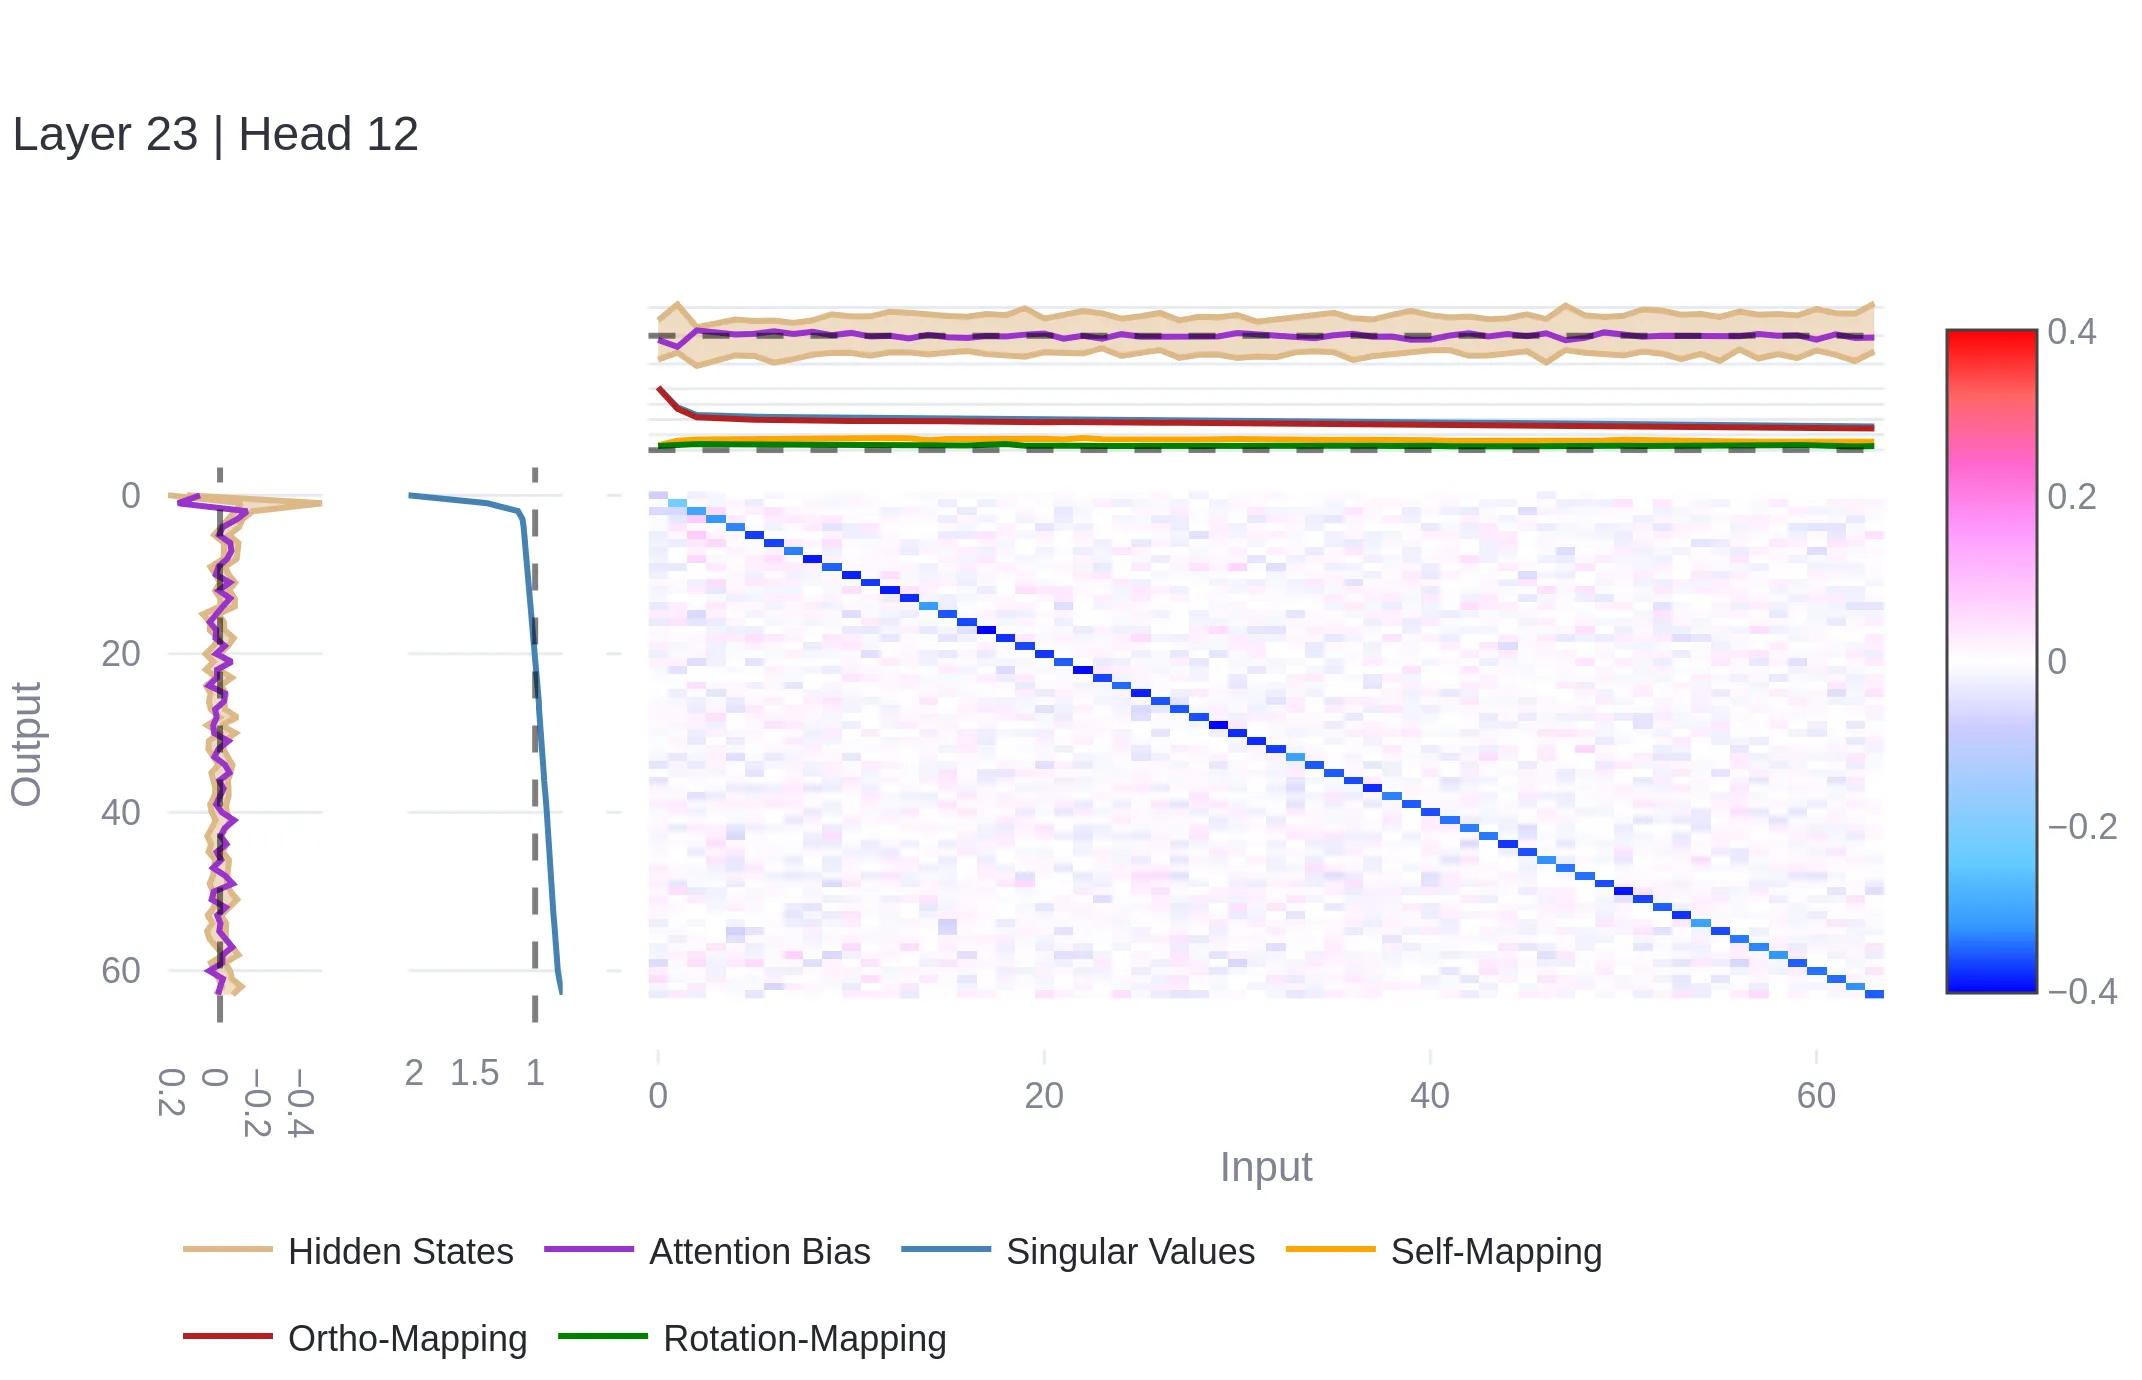 Layer 23 | Head 12
0.4
0.2
0
−0.2
−0.4
0
20
40
60
Output
0.2
0
−0.2
−0.4
2 1.5 1
0 20 40 60
Input
Hidden States Attention Bias Singular Values Self-Mapping
Ortho-Mapping Rotation-Mapping